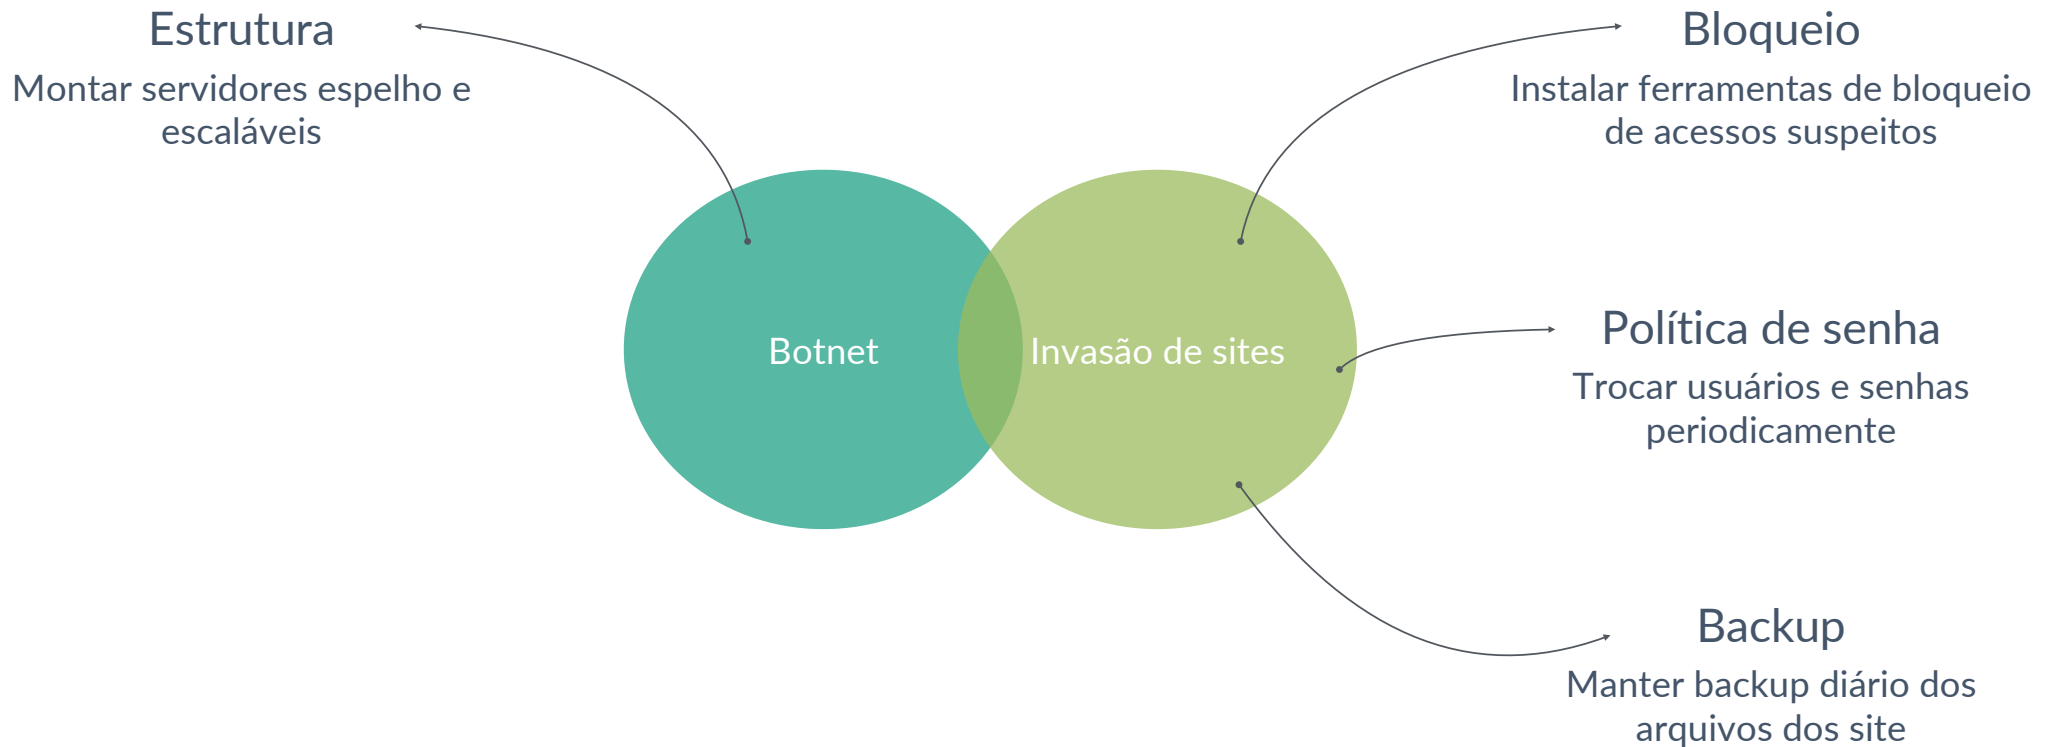 Estrutura
Montar servidores espelho e
escaláveis
Bloqueio
Instalar ferramentas de bloqueio
de acessos suspeitos
Botnet
Invasão de sites
Política de senha
Trocar usuários e senhas
periodicamente
Backup
Manter backup diário dos
arquivos dos site